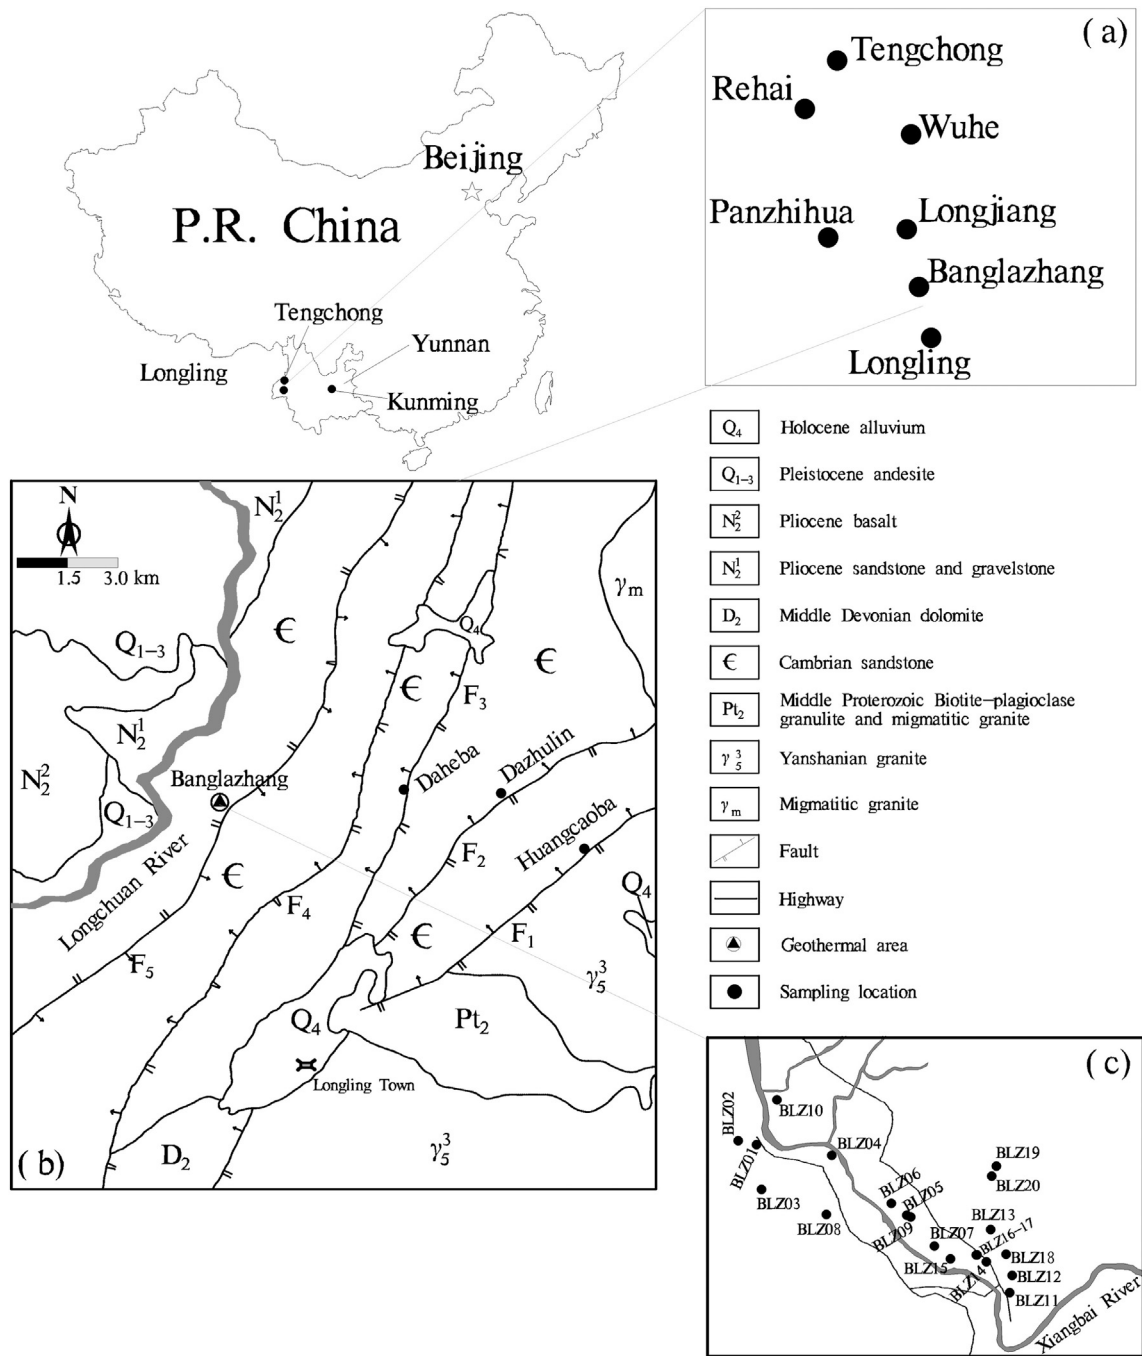 P.R. China
Beijing
Tengchong
Yunnan
Longling
Kunming
( a )
Tengchong
Rehai
Wuhe
Panzhihua
Longjiang
Banglazhang
Longling
Q₄ Holocene alluvium
Q₁₋₃ Pleistocene andesite
N₂² Pliocene basalt
N₂¹ Pliocene sandstone and gravelstone
D₂ Middle Devonian dolomite
Є Cambrian sandstone
Pt₂ Middle Proterozoic Biotite-plagioclase
granulite and migmatitic granite
γ₅³ Yanshanian granite
γm Migmatitic granite
Fault
Highway
Geothermal area
Sampling location
N
1.5 3.0 km
N₂¹
γm
Q₄
Є
Є
Q₁₋₃
Є
F₃
N₂¹
N₂²
Banglazhang
Daheba
Dazhulin
Q₁₋₃
Huangcaoba
F₂
Longchuan River
Є
Q₄
F₄
Є
F₁
F₅
γ₅³
Q₄
Pt₂
Longling Town
D₂
γ₅³
( b )
( c )
BLZ02
BLZ10
BLZ01
BLZ04
BLZ19
BLZ20
BLZ06
BLZ03
BLZ05
BLZ08
BLZ09
BLZ13
BLZ07
BLZ16-17
BLZ18
BLZ15
BLZ14
BLZ12
BLZ11
Xiangbai River